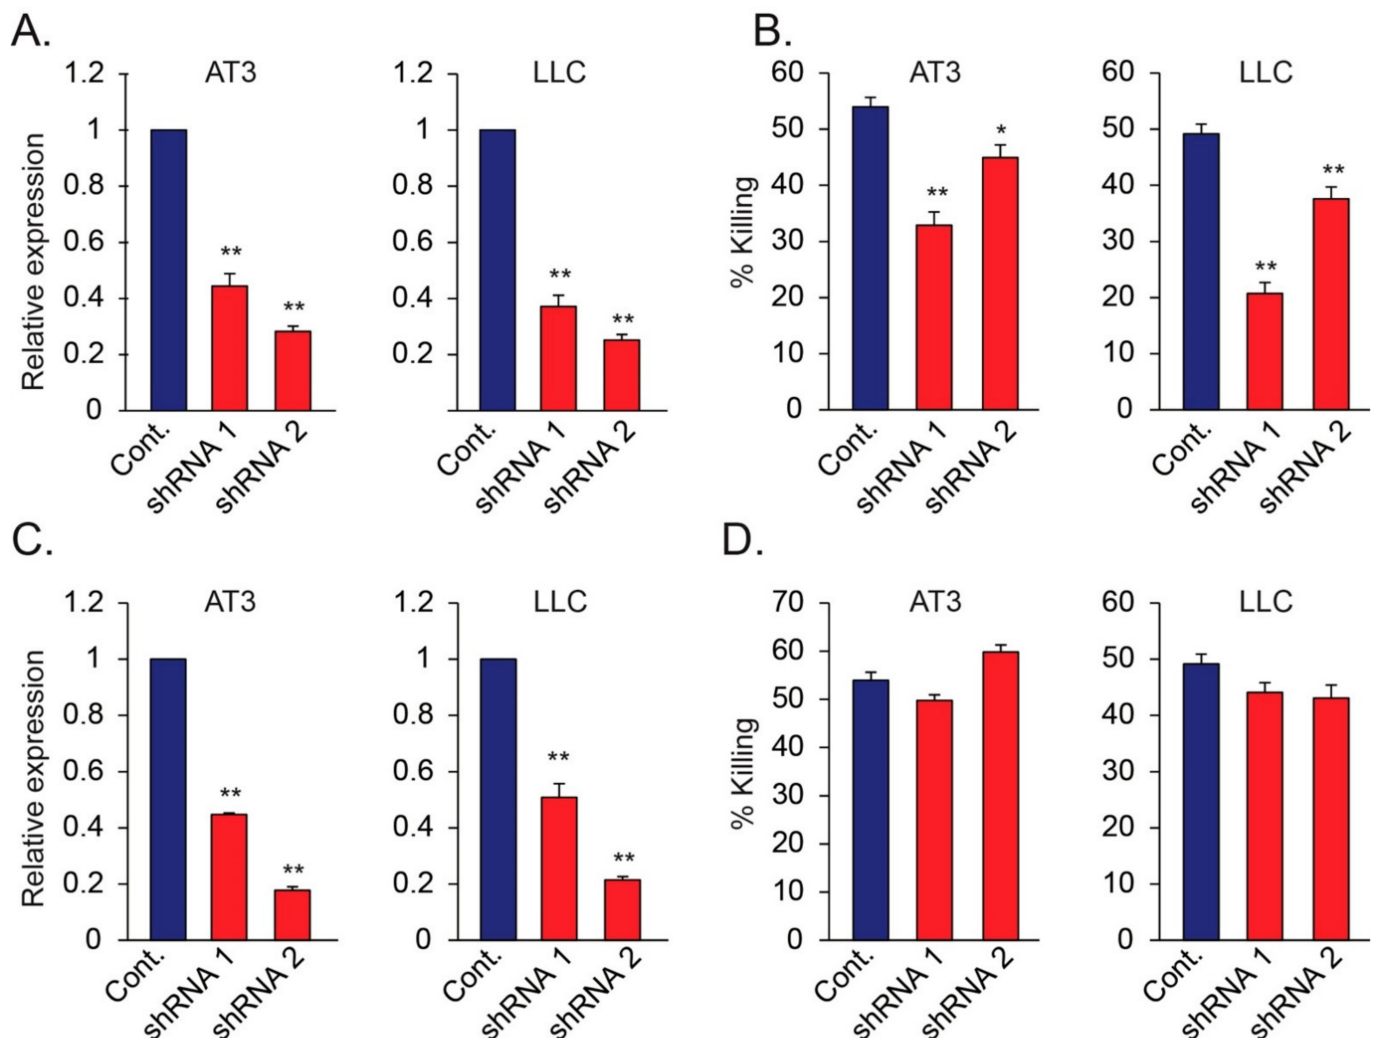 A.
AT3
LLC
Relative expression
1.2
1
0.8
0.6
0.4
0.2
0
**
**
Cont.
shRNA 1
shRNA 2
1.2
1
0.8
0.6
0.4
0.2
**
**
Cont.
shRNA 1
shRNA 2
B.
AT3
LLC
% Killing
60
50
40
30
20
10
0
**
*
Cont.
shRNA 1
shRNA 2
60
50
40
30
20
10
0
**
**
Cont.
shRNA 1
shRNA 2
C.
AT3
LLC
Relative expression
1.2
1
0.8
0.6
0.4
0.2
0
**
**
Cont.
shRNA 1
shRNA 2
1.2
1
0.8
0.6
0.4
0.2
0
**
**
Cont.
shRNA 1
shRNA 2
D.
AT3
LLC
% Killing
70
60
50
40
30
20
10
0
Cont.
shRNA 1
shRNA 2
60
50
40
30
20
10
0
Cont.
shRNA 1
shRNA 2